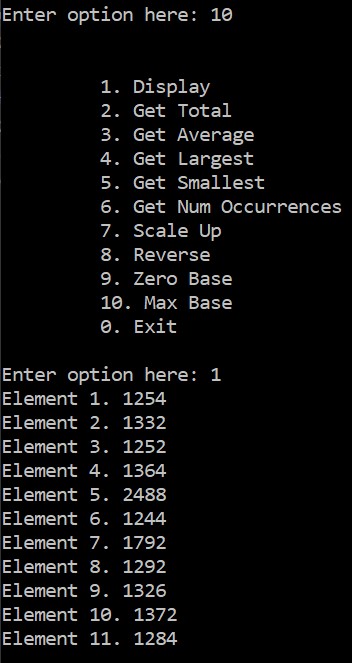 Enter option here: 10
1. Display
2. Get Total
3. Get Average
4. Get Largest
5. Get Smallest
6. Get Num Occurrences
7. Scale Up
8. Reverse
9. Zero Base
10. Max Base
0. Exit
Enter option here: 1
Element 1. 1254
Element 2. 1332
Element 3. 1252
Element 4. 1364
Element 5. 2488
Element 6. 1244
Element 7. 1792
Element 8. 1292
Element 9. 1326
Element 10. 1372
Element 11. 1284